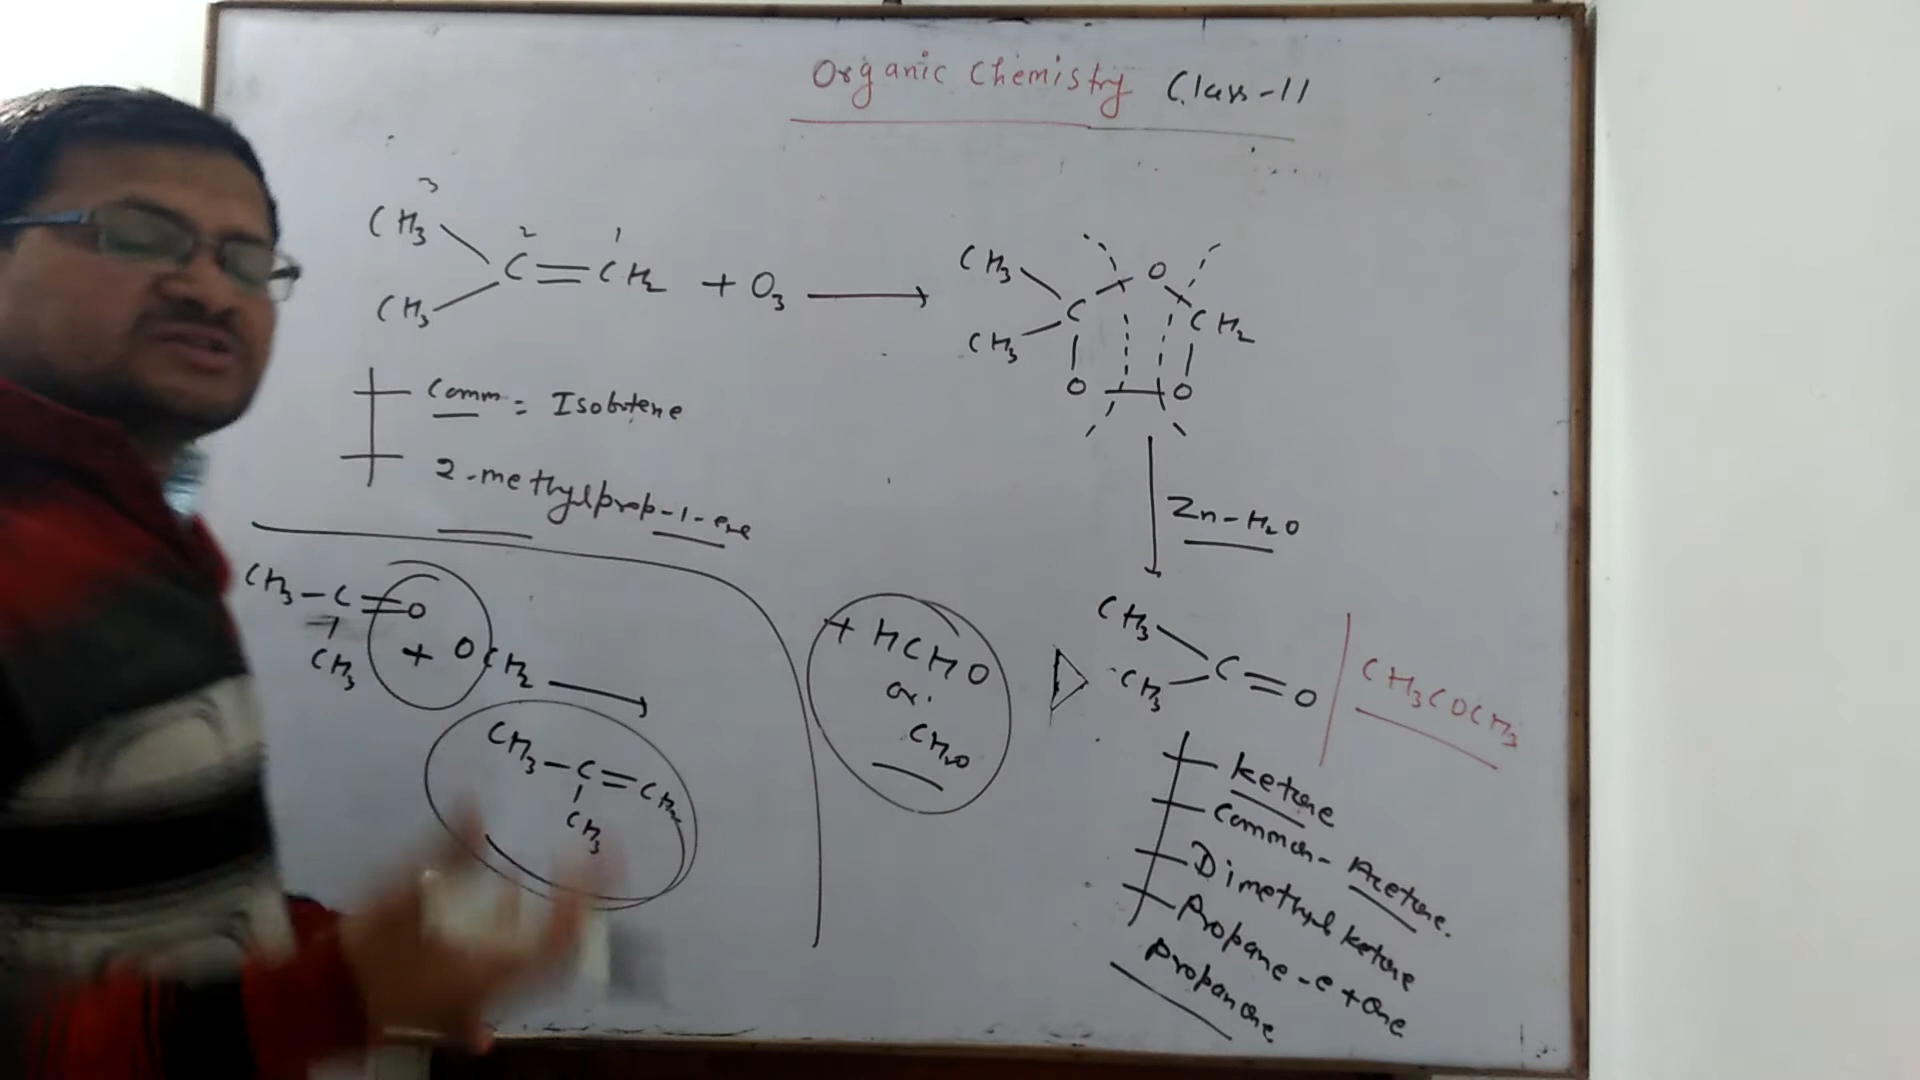 Organic Chemistry Class-11
3
CH3
2 1
C=CH2 + O3
CH3
CH3
O
C CH2
CH3
O O
Comm = Isobutene
2-methylprop-1-ene
Zn-H2O
CH3-C=O
CH3
+ OCH2
CH3-C=CH2
CH3
+ HCHO
or
CH2O
CH3
C=O
CH3
CH3COCH3
Ketone
Common- Acetone.
Dimethyl ketone
Propane-e+one
Propanone